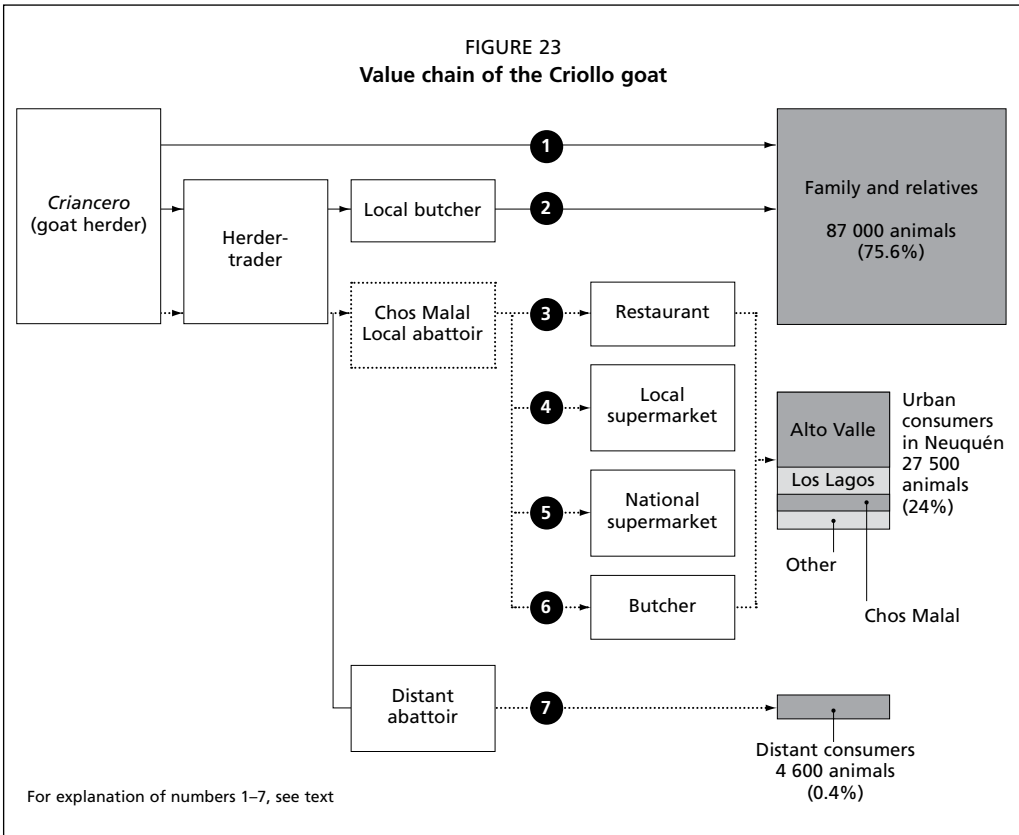 FIGURE 23
Value chain of the Criollo goat
1
Criancero
(goat herder)
Herder-
trader
Local butcher
2
Family and relatives
87 000 animals
(75.6%)
Chos Malal
Local abattoir
3
Restaurant
4
Local
supermarket
5
National
supermarket
6
Butcher
Alto Valle
Los Lagos
Urban
consumers
in Neuquén
27 500
animals
(24%)
Other
Chos Malal
Distant
abattoir
7
Distant consumers
4 600 animals
(0.4%)
For explanation of numbers 1–7, see text